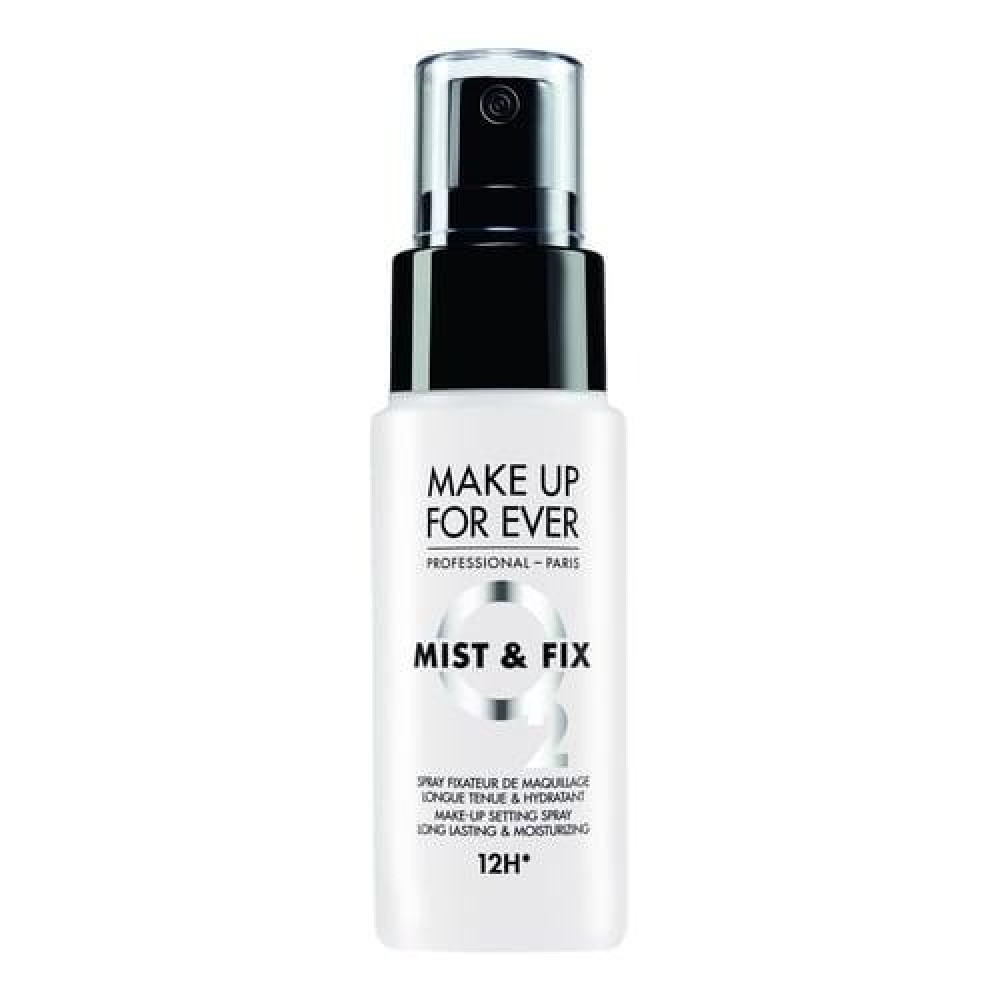 MAKE UP
FOR EVER
PROFESSIONAL – PARIS
O2
MIST & FIX
SPRAY FIXATEUR DE MAQUILLAGE
LONGUE TENUE & HYDRATANT
MAKE-UP SETTING SPRAY
LONG LASTING & MOISTURIZING
12H*